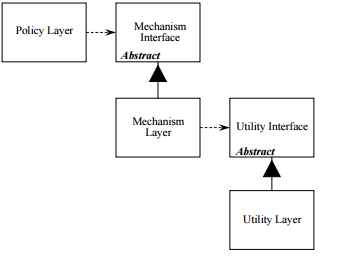 Policy Layer
Mechanism
Interface
Abstract
Mechanism
Layer
Utility Interface
Abstract
Utility Layer